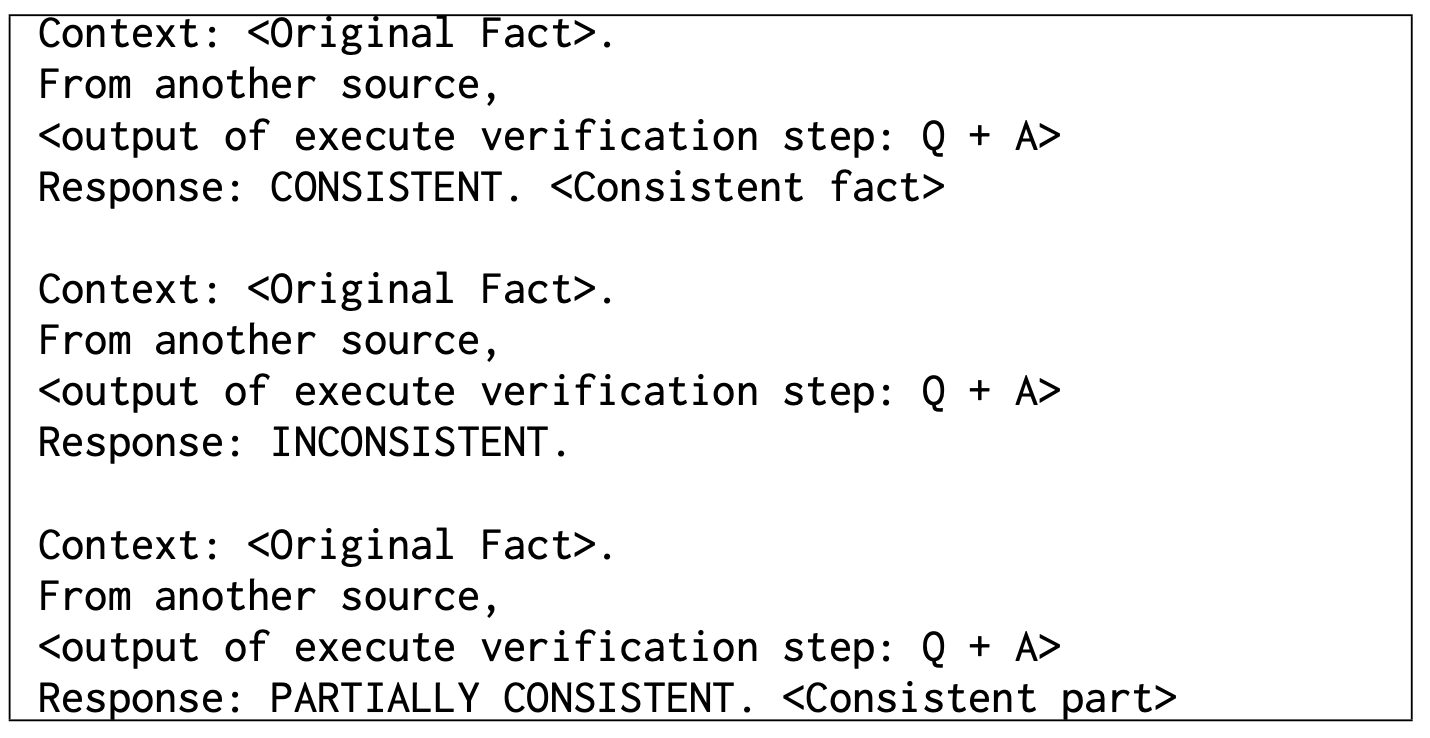 Context: <Original Fact>.
From another source,
<output of execute verification step: Q + A>
Response: CONSISTENT. <Consistent fact>

Context: <Original Fact>.
From another source,
<output of execute verification step: Q + A>
Response: INCONSISTENT.

Context: <Original Fact>.
From another source,
<output of execute verification step: Q + A>
Response: PARTIALLY CONSISTENT. <Consistent part>